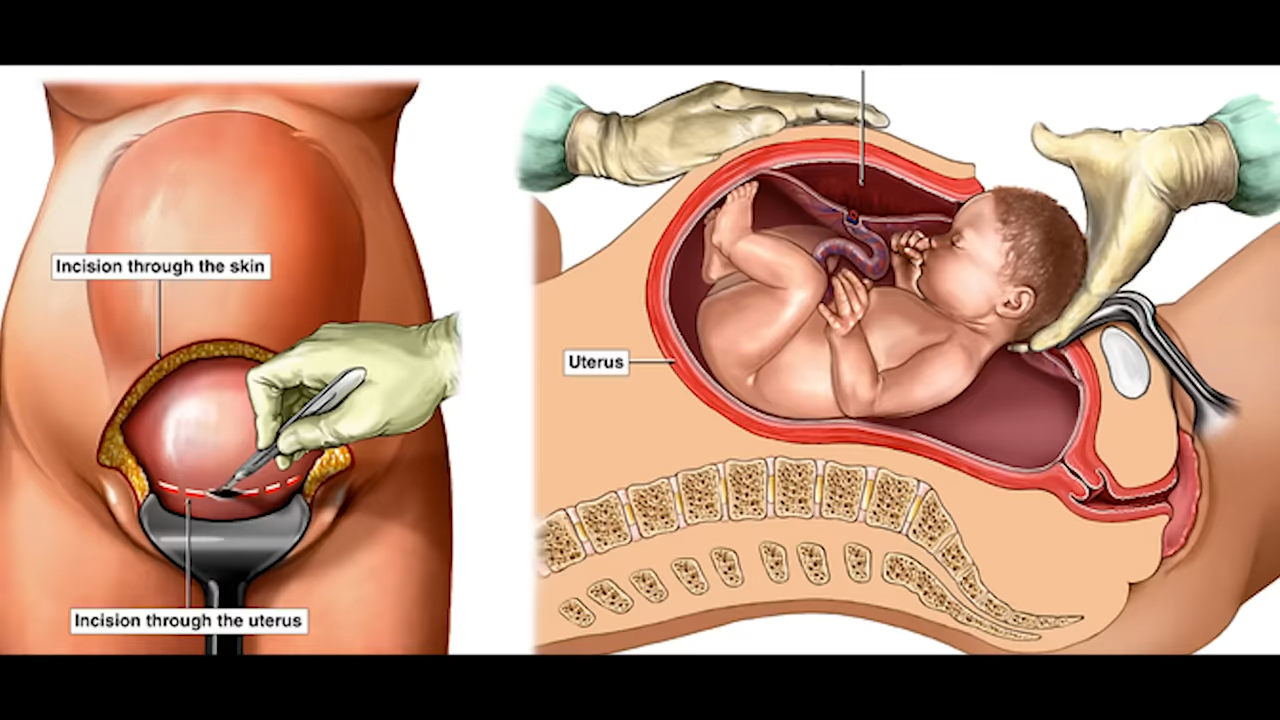 Incision through the skin
Uterus
Incision through the uterus